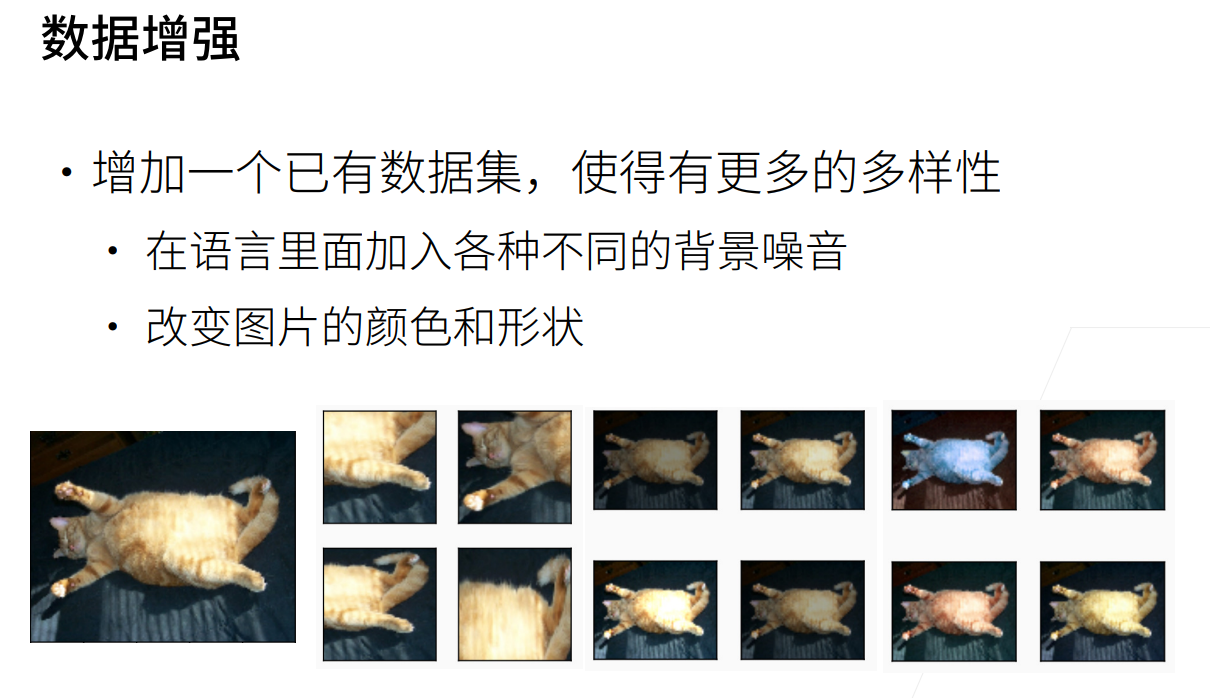 数据增强
• 增加一个已有数据集，使得有更多的多样性
• 在语言里面加入各种不同的背景噪音
• 改变图片的颜色和形状